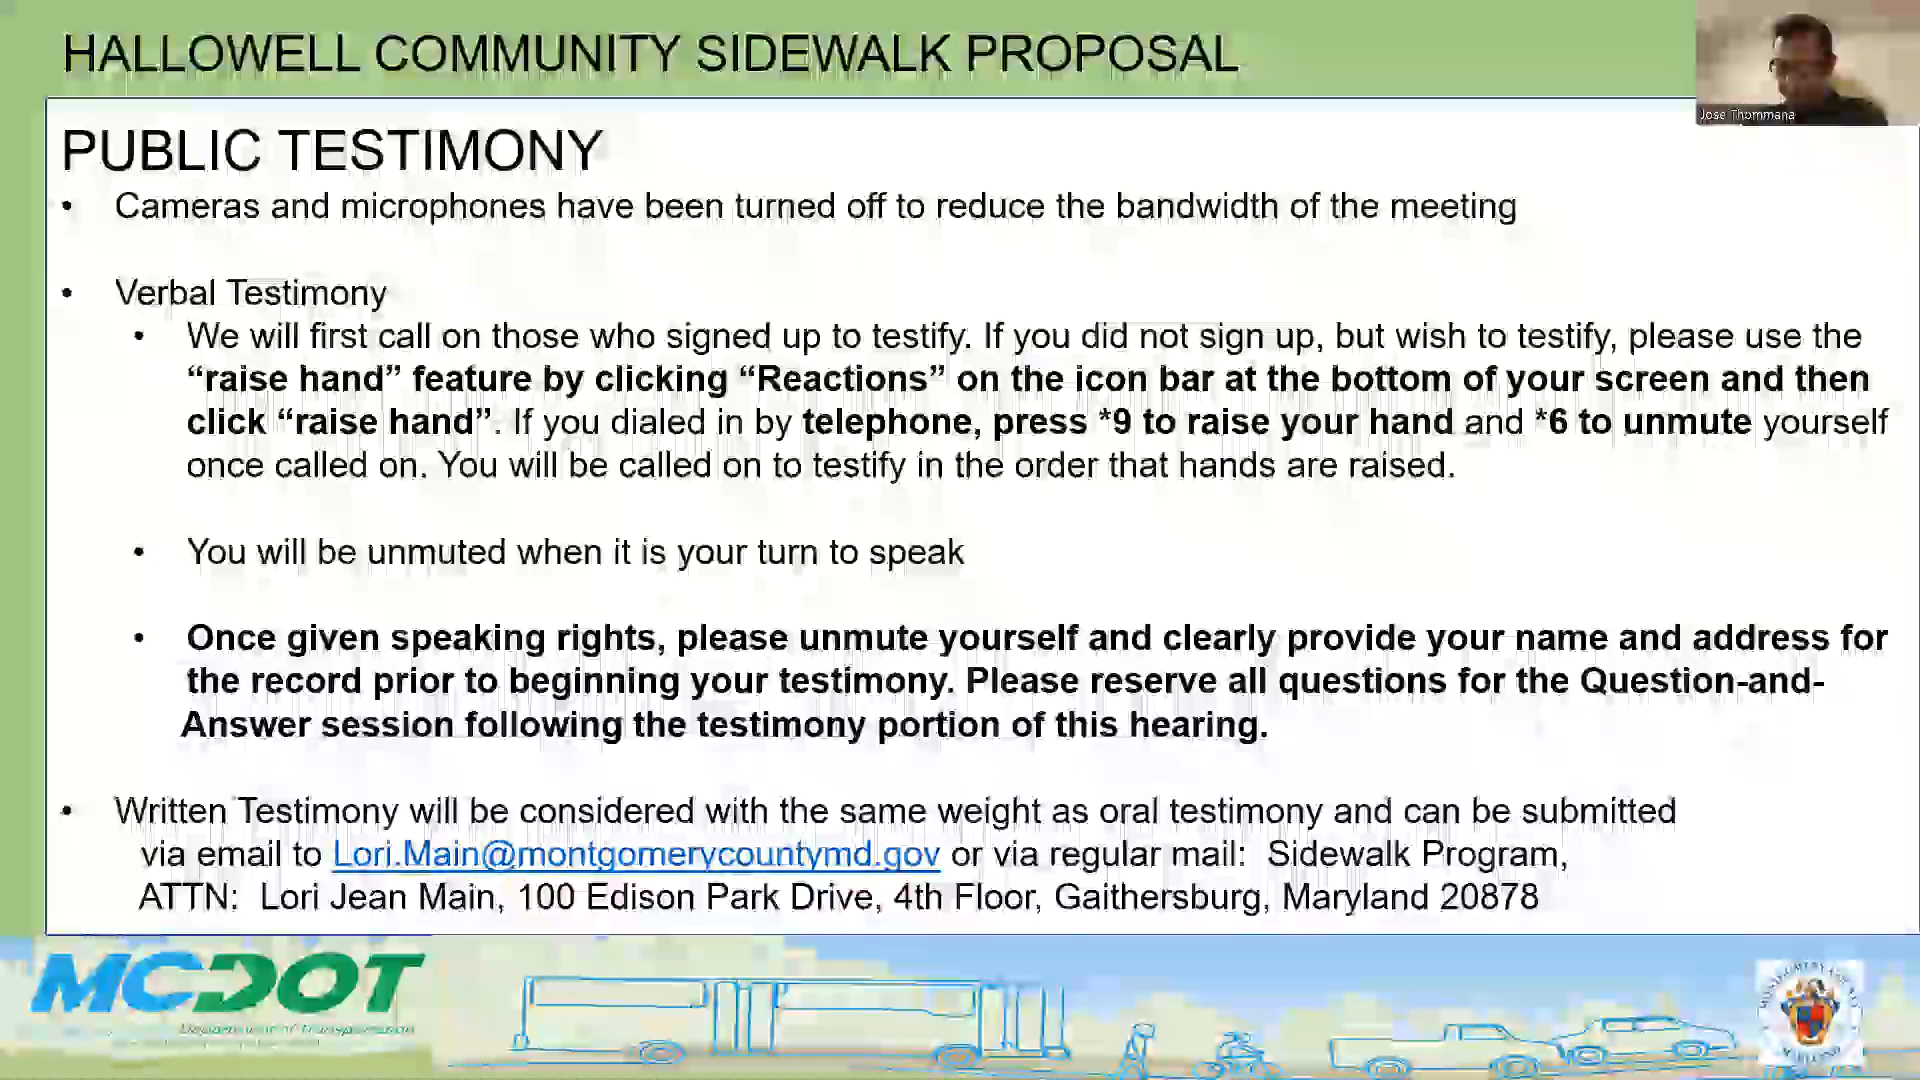 HALLOWELL COMMUNITY SIDEWALK PROPOSAL
Jose Thommana
PUBLIC TESTIMONY
• Cameras and microphones have been turned off to reduce the bandwidth of the meeting
• Verbal Testimony
• We will first call on those who signed up to testify. If you did not sign up, but wish to testify, please use the
“raise hand” feature by clicking “Reactions” on the icon bar at the bottom of your screen and then
click “raise hand”. If you dialed in by telephone, press *9 to raise your hand and *6 to unmute yourself
once called on. You will be called on to testify in the order that hands are raised.
• You will be unmuted when it is your turn to speak
• Once given speaking rights, please unmute yourself and clearly provide your name and address for
the record prior to beginning your testimony. Please reserve all questions for the Question-and-
Answer session following the testimony portion of this hearing.
• Written Testimony will be considered with the same weight as oral testimony and can be submitted
via email to Lori.Main@montgomerycountymd.gov or via regular mail: Sidewalk Program,
ATTN: Lori Jean Main, 100 Edison Park Drive, 4th Floor, Gaithersburg, Maryland 20878
MCDOT
Department of Transportation